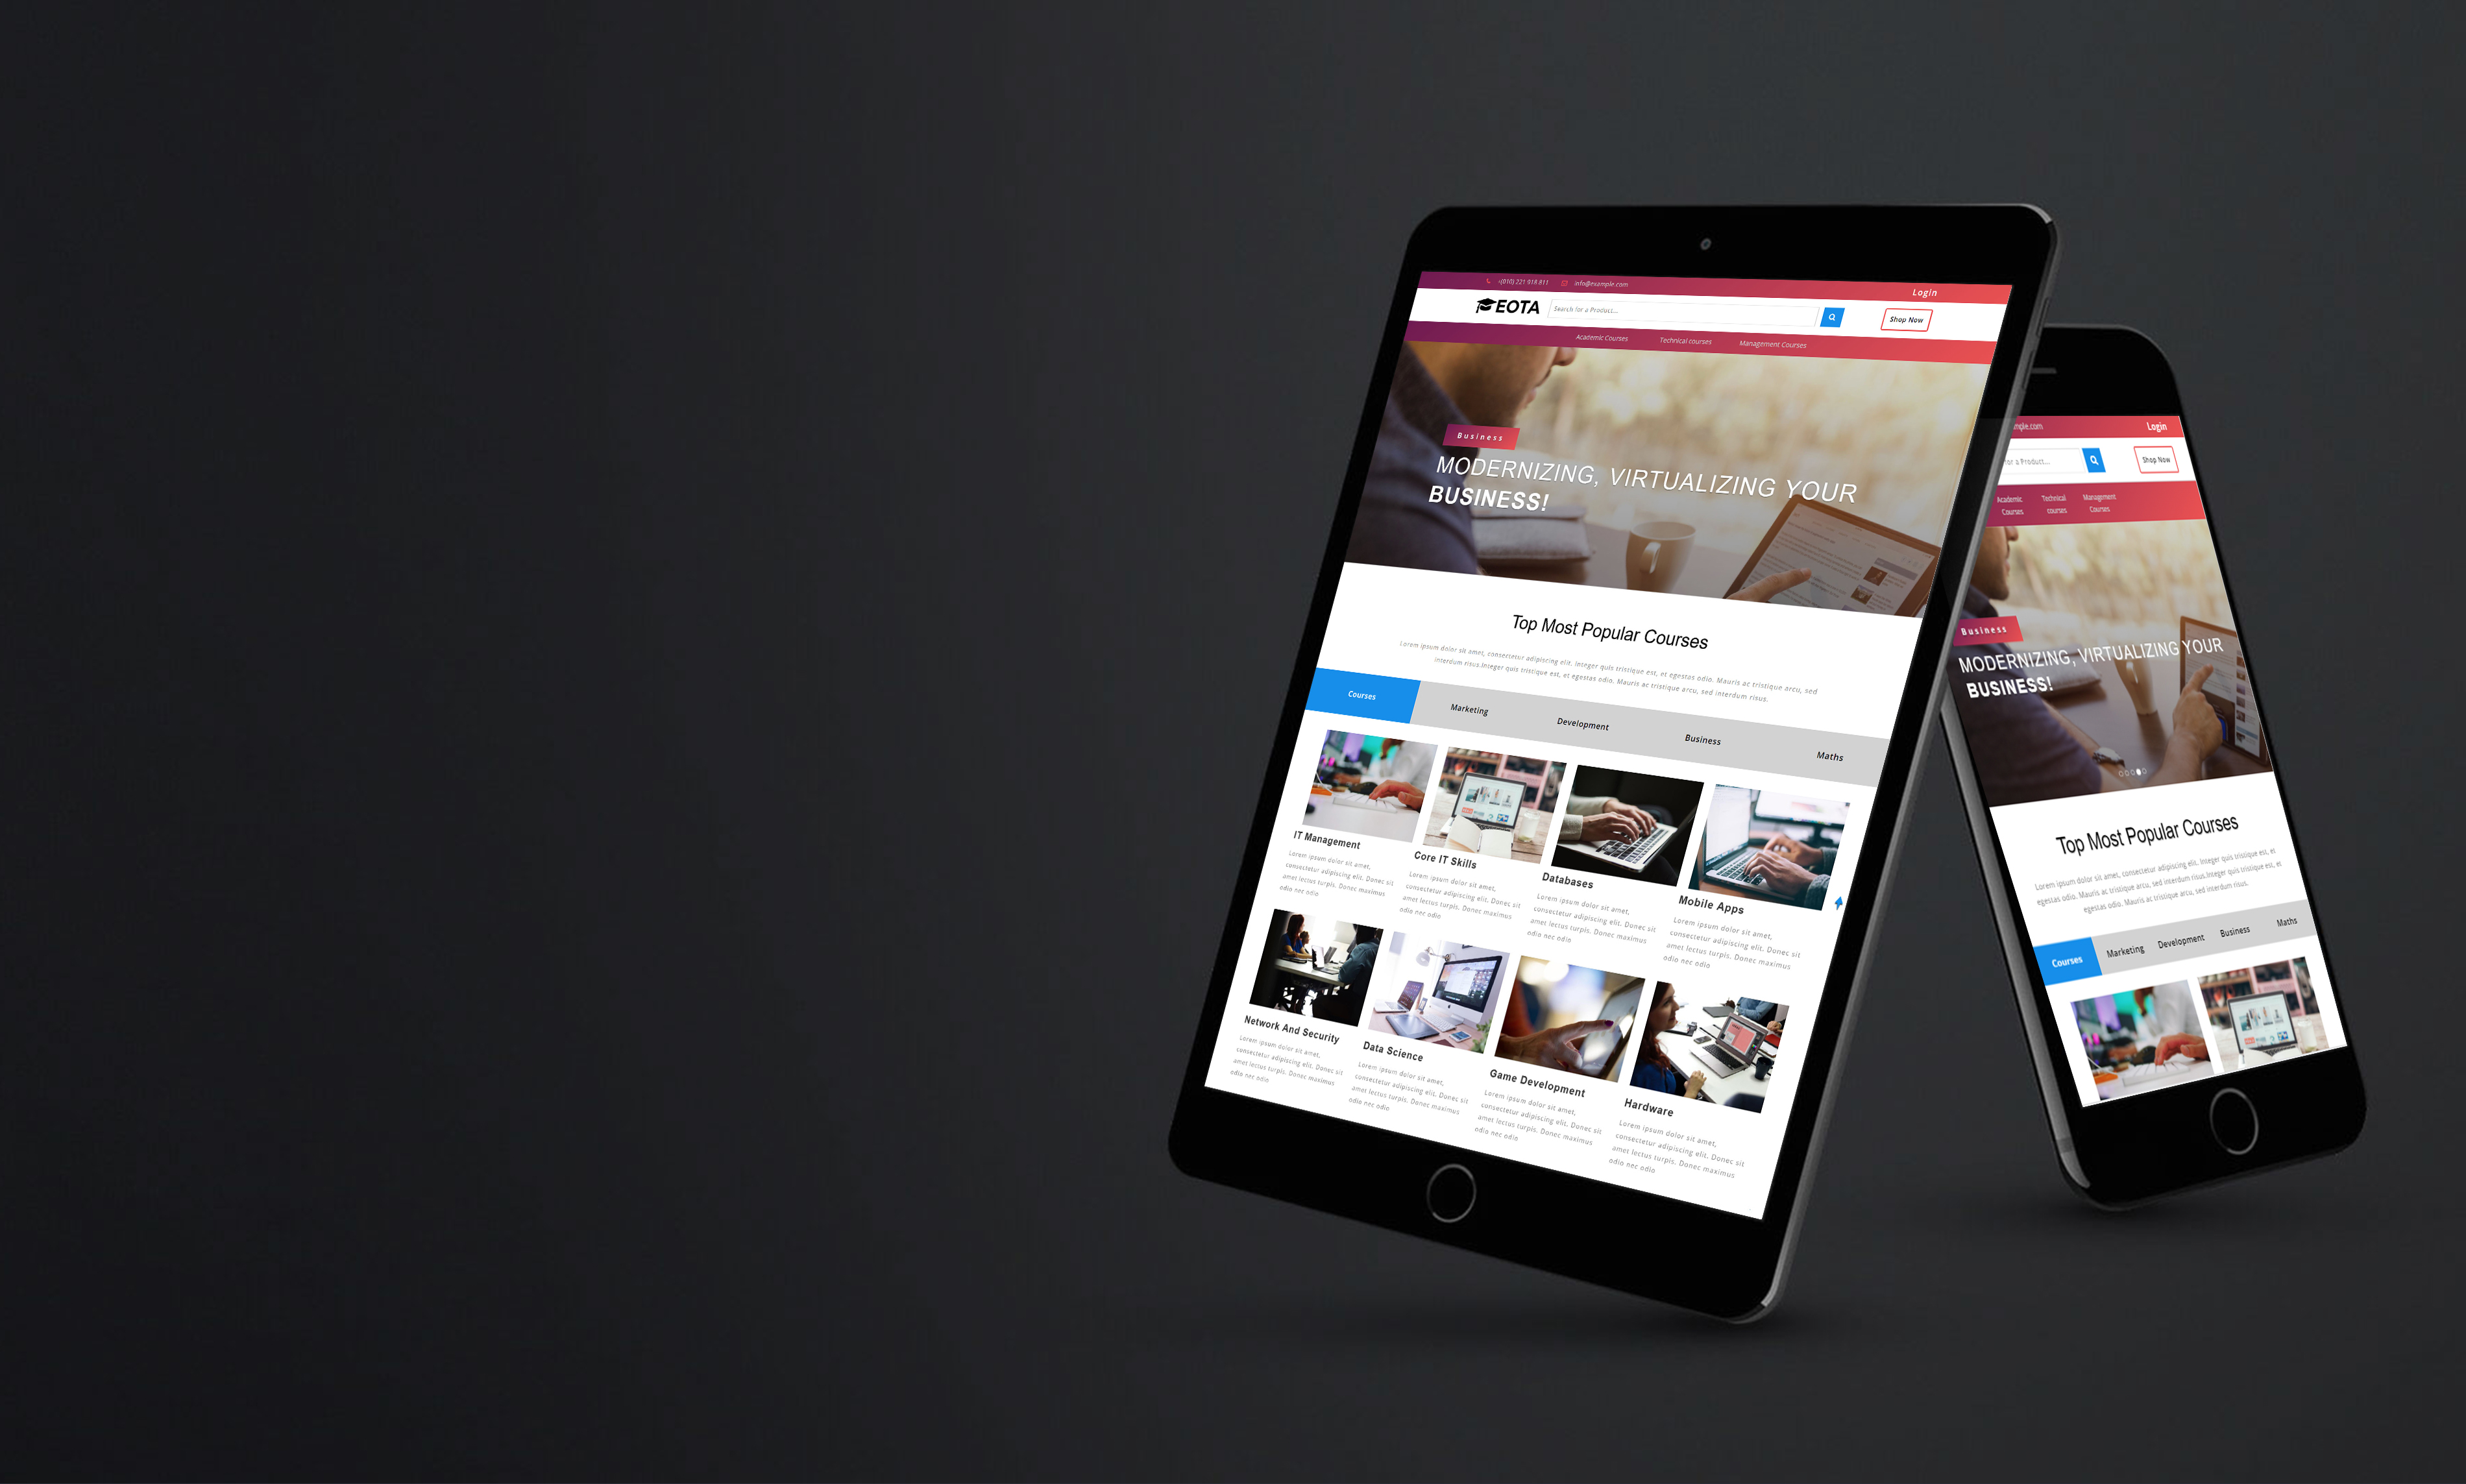 +(010) 221 018 811 info@example.com Login
EOTA Search for a Product... Shop Now
Academic Courses Technical courses Management Courses
Business
MODERNIZING, VIRTUALIZING YOUR
BUSINESS!
Top Most Popular Courses
Lorem ipsum dolor sit amet, consectetur adipiscing elit. Integer quis tristique est, et egestas odio. Mauris ac tristique arcu, sed
interdum risus.Integer quis tristique est, et egestas odio. Mauris ac tristique arcu, sed interdum risus.
Courses Marketing Development Business Maths
IT Management
Lorem ipsum dolor sit amet,
consectetur adipiscing elit. Donec sit
amet lectus turpis. Donec maximus
odio nec odio
Core IT Skills
Lorem ipsum dolor sit amet,
consectetur adipiscing elit. Donec sit
amet lectus turpis. Donec maximus
odio nec odio
Databases
Lorem ipsum dolor sit amet,
consectetur adipiscing elit. Donec sit
amet lectus turpis. Donec maximus
odio nec odio
Mobile Apps
Lorem ipsum dolor sit amet,
consectetur adipiscing elit. Donec sit
amet lectus turpis. Donec maximus
odio nec odio
Network And Security
Lorem ipsum dolor sit amet,
consectetur adipiscing elit. Donec sit
amet lectus turpis. Donec maximus
odio nec odio
Data Science
Lorem ipsum dolor sit amet,
consectetur adipiscing elit. Donec sit
amet lectus turpis. Donec maximus
odio nec odio
Game Development
Lorem ipsum dolor sit amet,
consectetur adipiscing elit. Donec sit
amet lectus turpis. Donec maximus
odio nec odio
Hardware
Lorem ipsum dolor sit amet,
consectetur adipiscing elit. Donec sit
amet lectus turpis. Donec maximus
odio nec odio
mple.com Login
for a Product... Shop Now
Academic Technical Management
Courses courses Courses
Business
MODERNIZING, VIRTUALIZING YOUR
BUSINESS!
Top Most Popular Courses
Lorem ipsum dolor sit amet, consectetur adipiscing elit. Integer quis tristique est, et
egestas odio. Mauris ac tristique arcu, sed interdum risus.Integer quis tristique est, et
egestas odio. Mauris ac tristique arcu, sed interdum risus.
Courses Marketing Development Business Maths